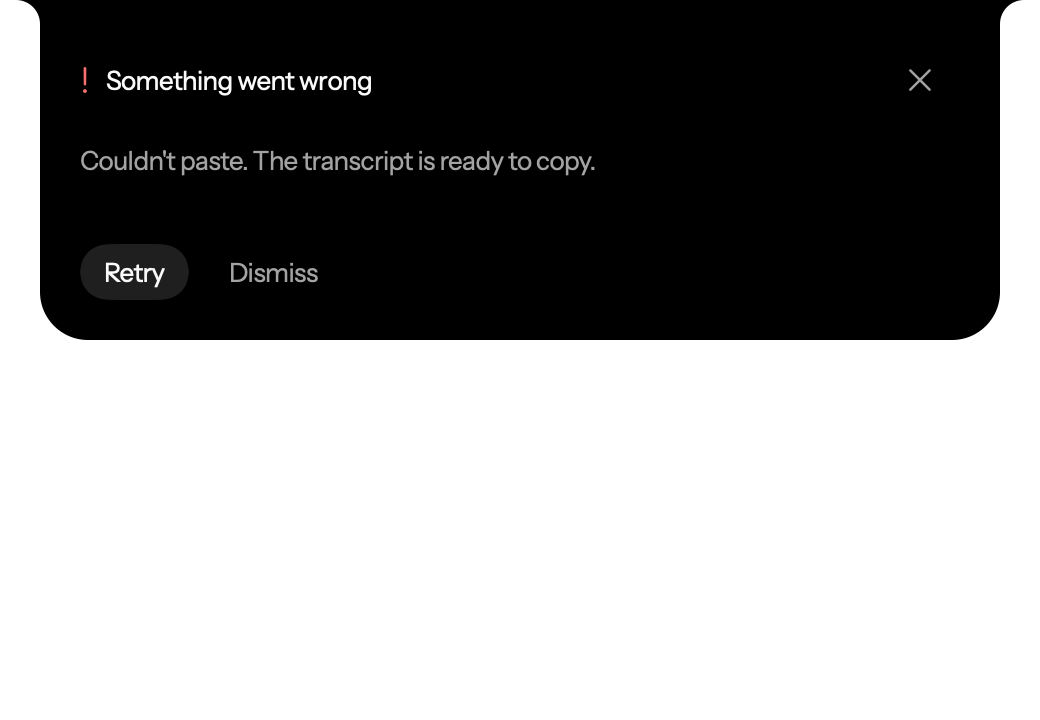 ! Something went wrong
Couldn't paste. The transcript is ready to copy.
Retry Dismiss